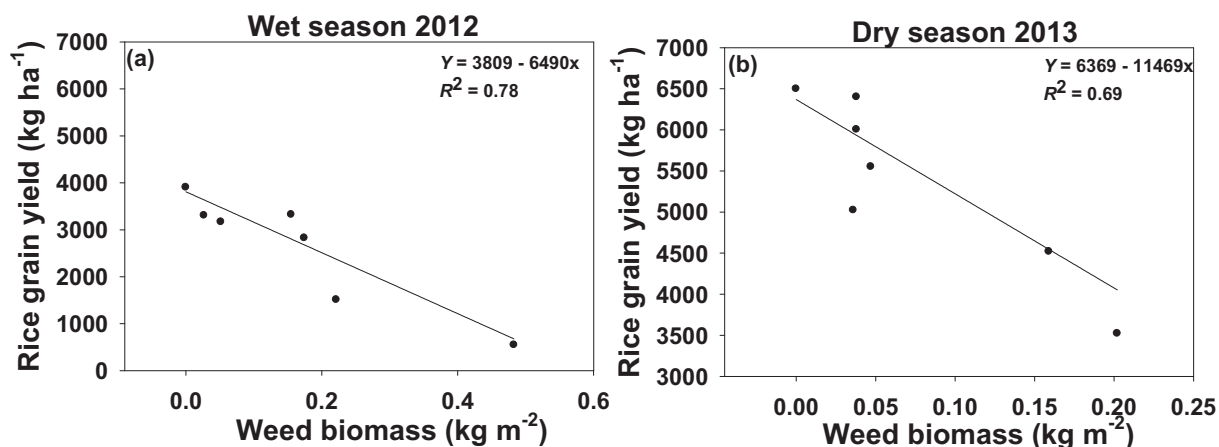 Wet season 2012
(a)
Y = 3809 - 6490x
R² = 0.78
7000
6000
5000
4000
3000
2000
1000
0
Rice grain yield (kg ha⁻¹)
0.0 0.2 0.4 0.6
Weed biomass (kg m⁻²)
Dry season 2013
(b)
Y = 6369 - 11469x
R² = 0.69
7000
6500
6000
5500
5000
4500
4000
3500
3000
Rice grain yield (kg ha⁻¹)
0.00 0.05 0.10 0.15 0.20 0.25
Weed biomass (kg m⁻²)